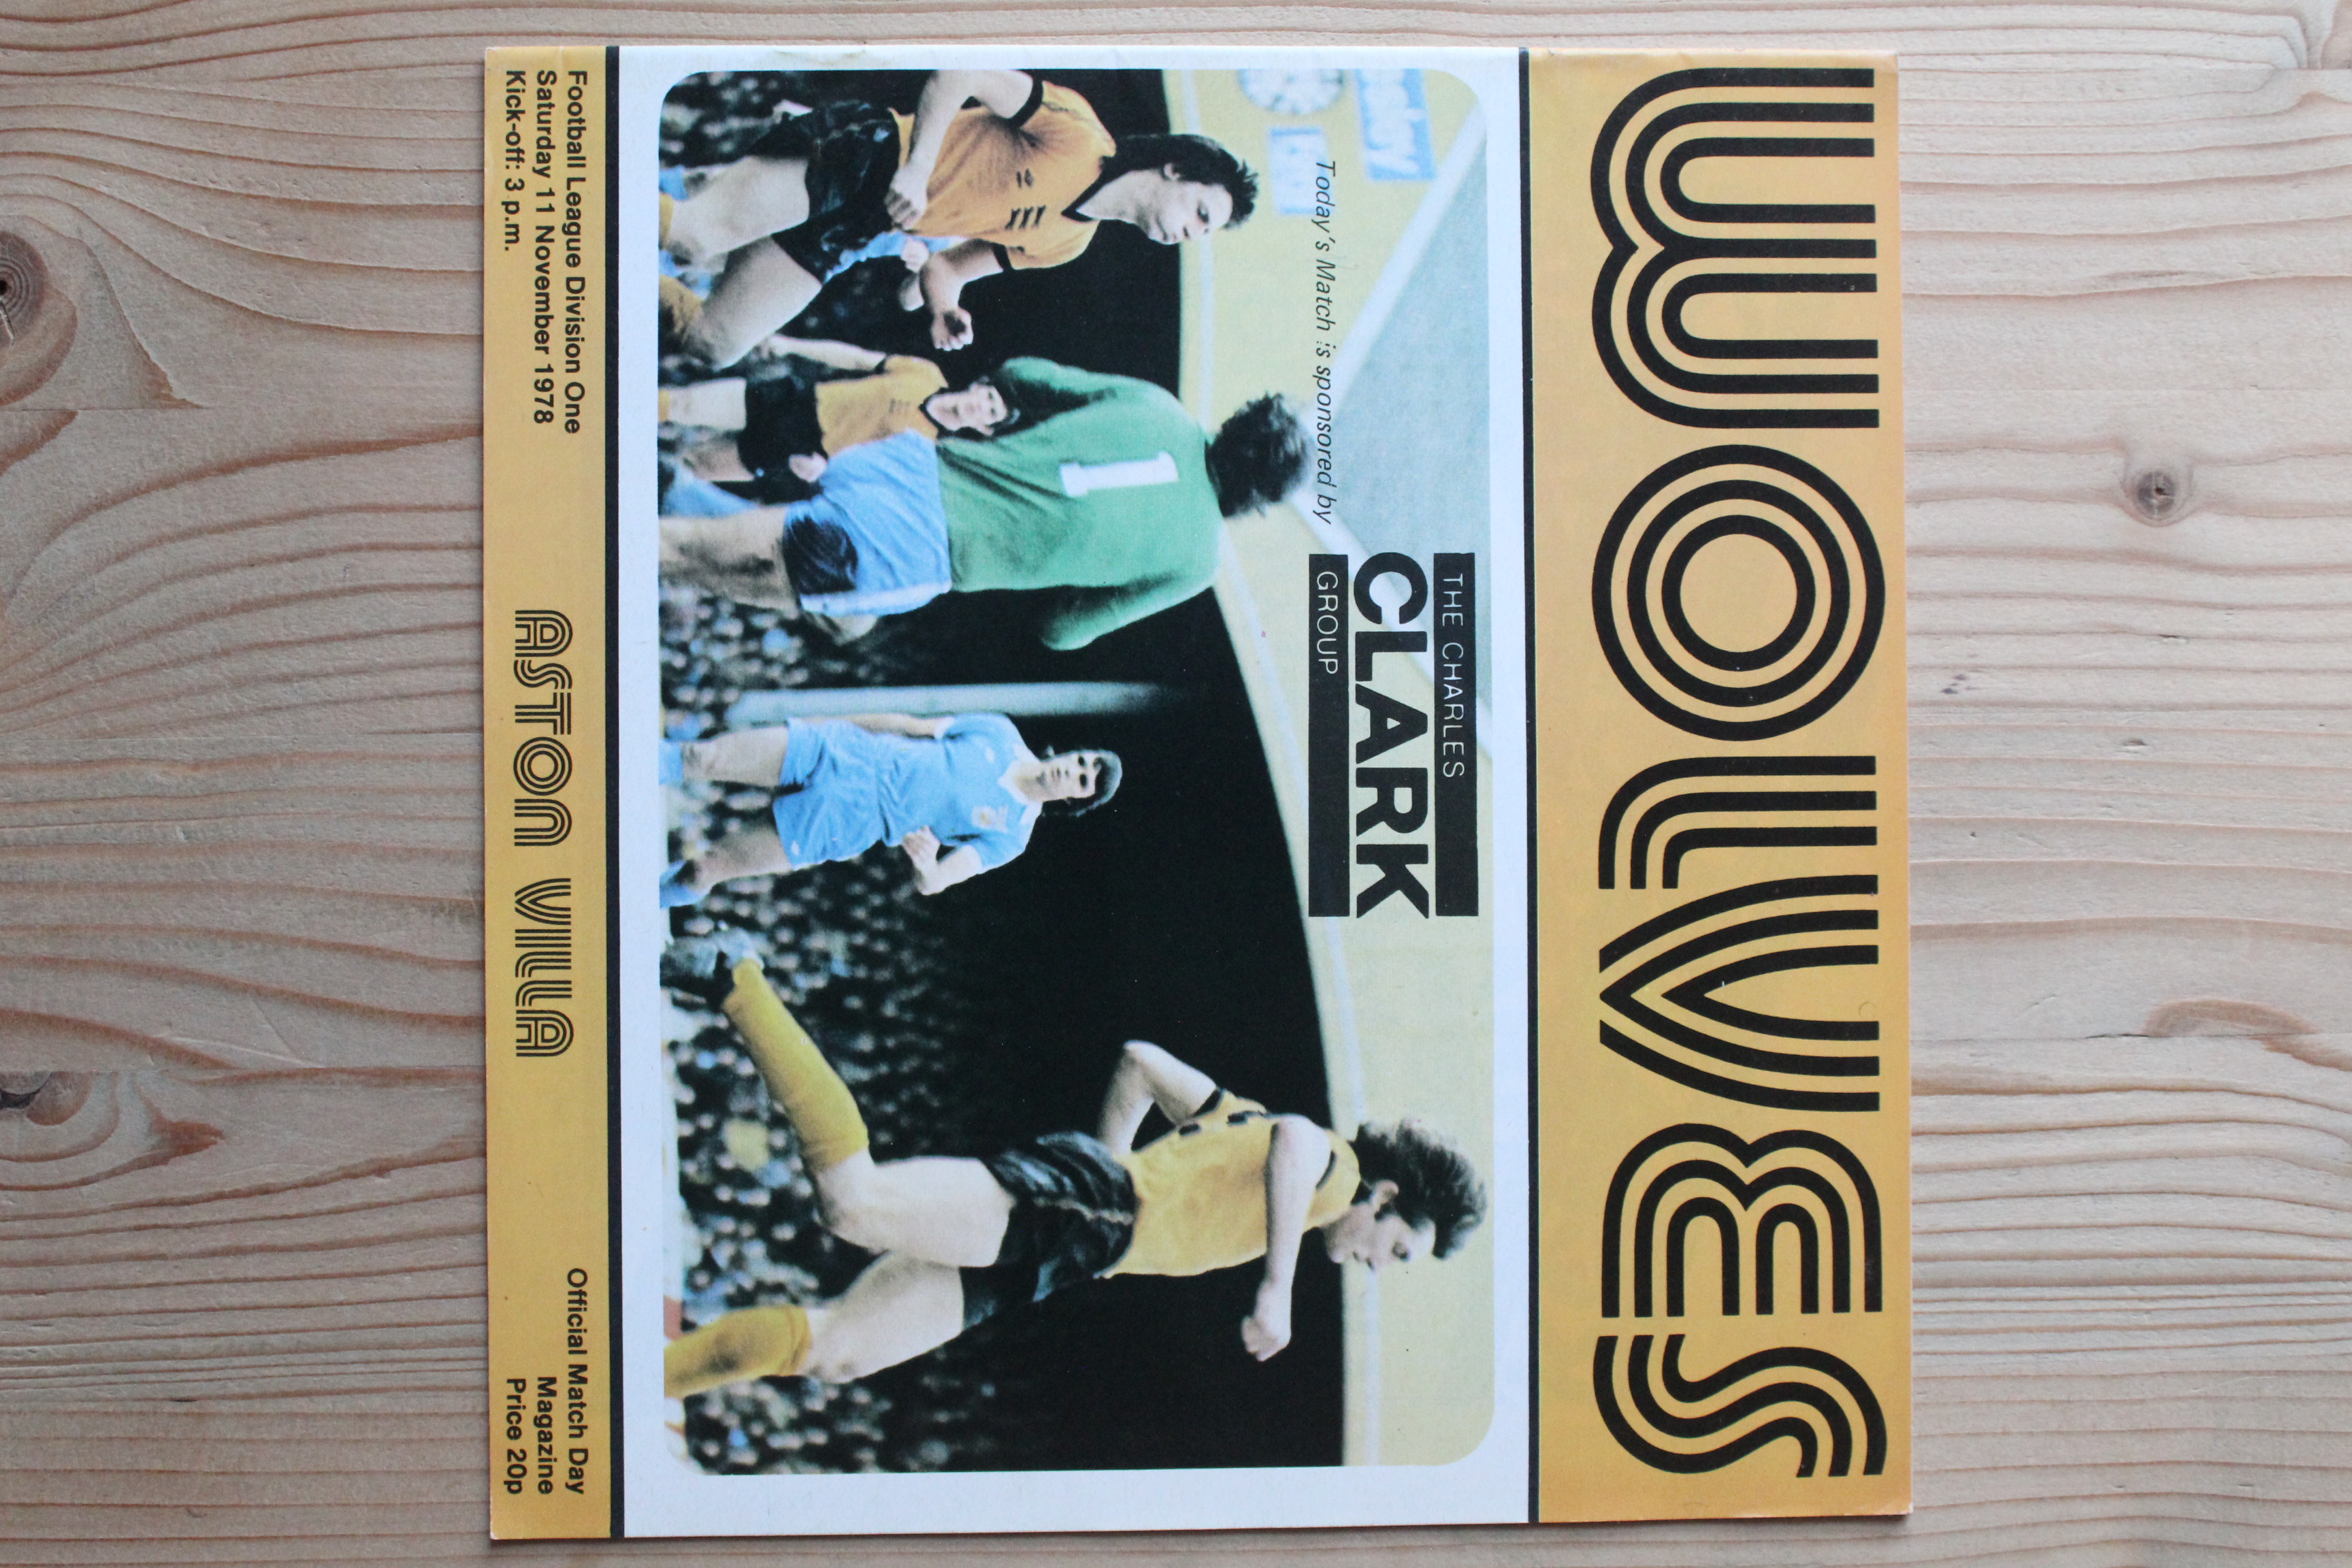 WOLVES
Today's Match is sponsored by
THE CHARLES
CLARK
GROUP
1
Football League Division One
Saturday 11 November 1978
Kick-off: 3 p.m.
ASTON VILLA
Official Match Day
Magazine
Price 20p